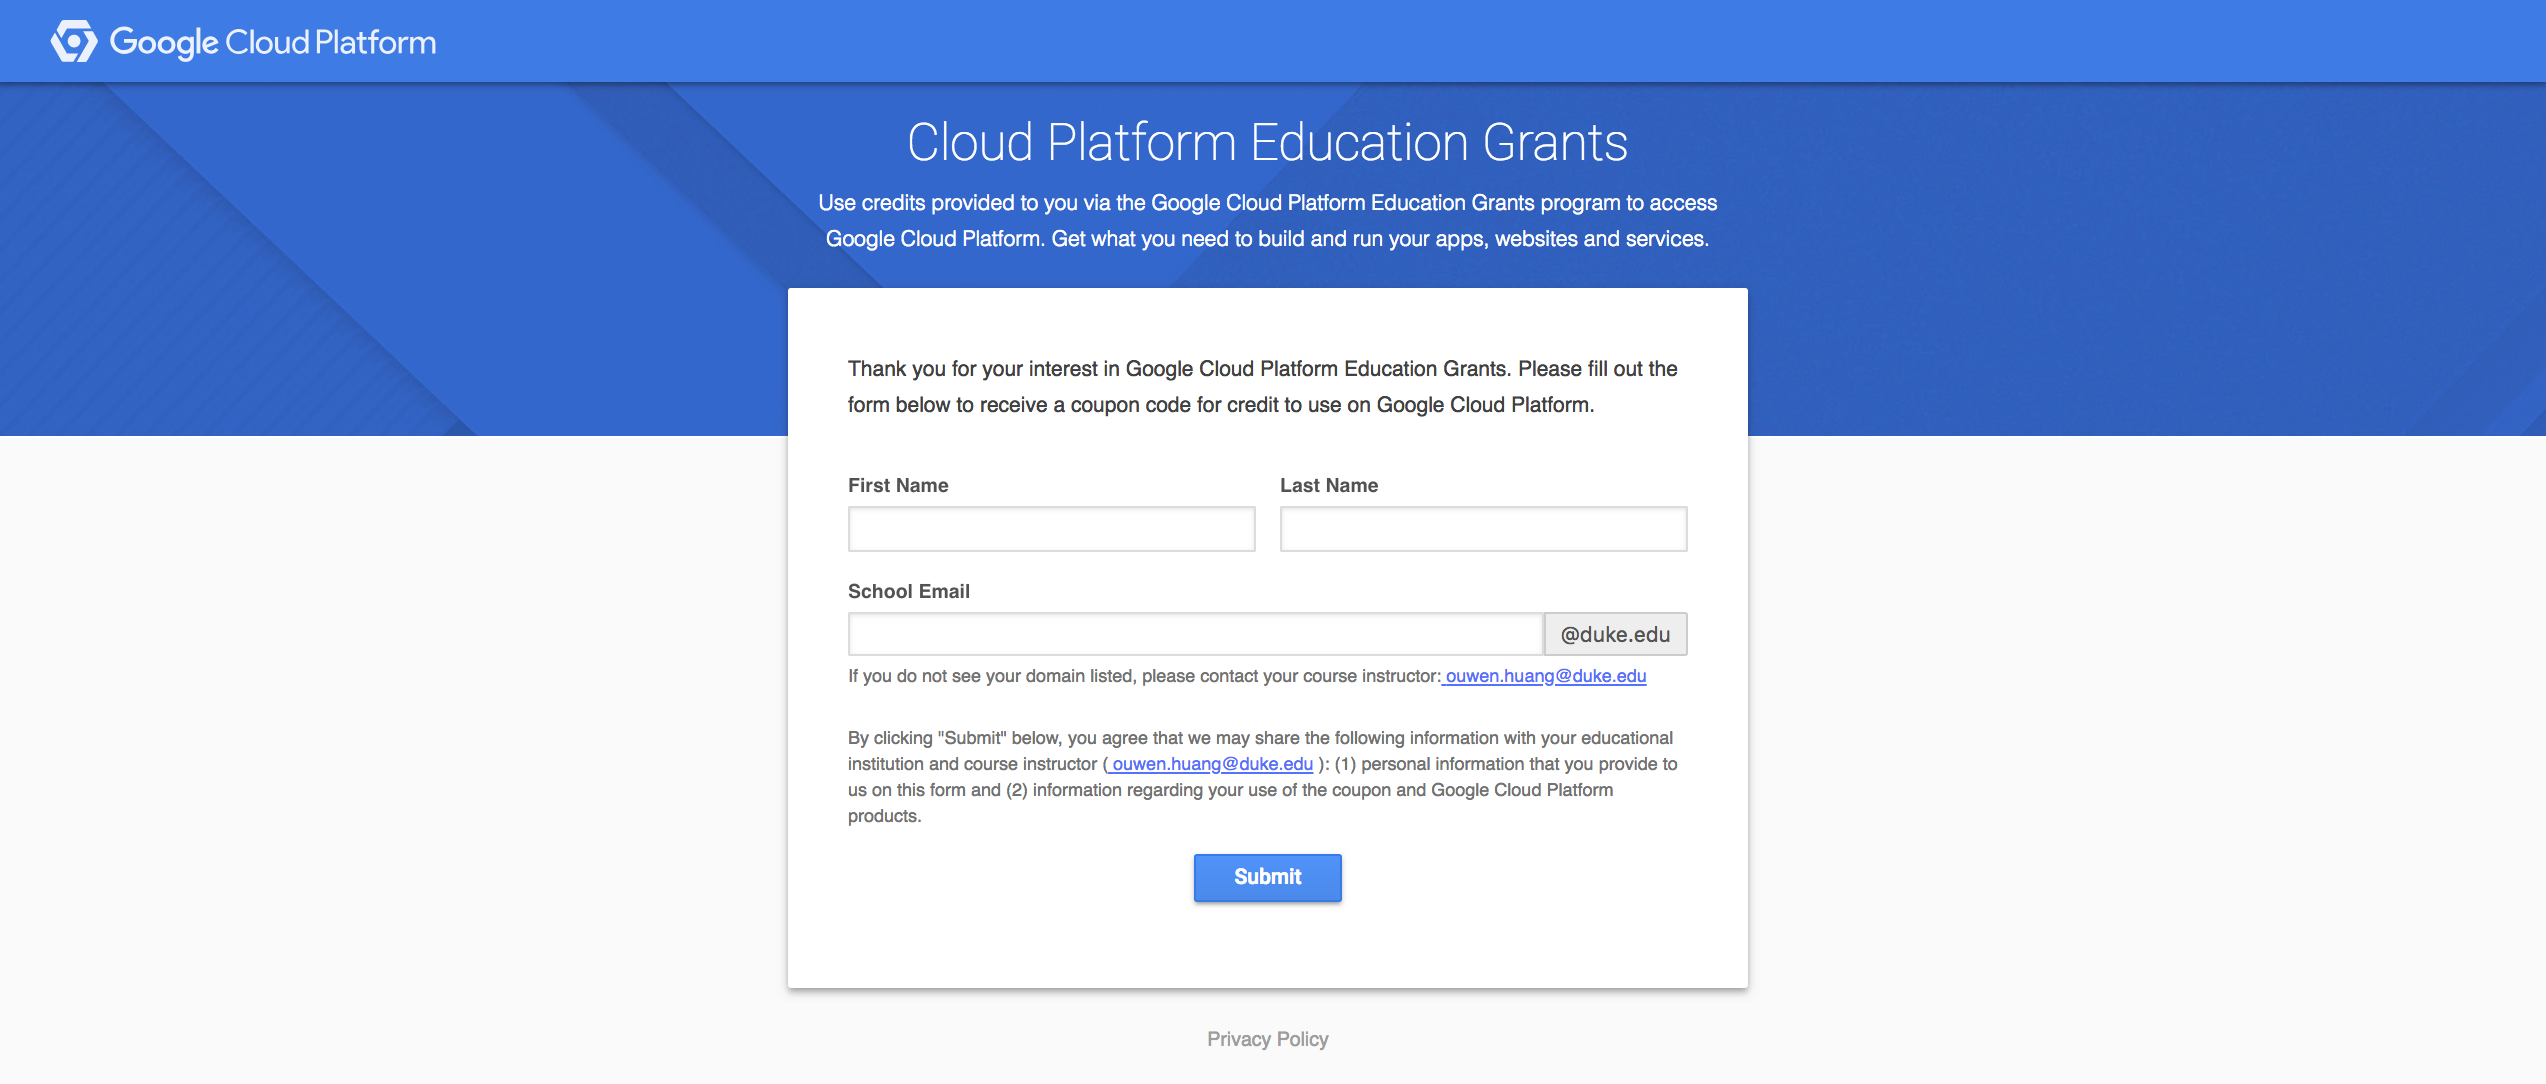 Google Cloud Platform
Cloud Platform Education Grants
Use credits provided to you via the Google Cloud Platform Education Grants program to access
Google Cloud Platform. Get what you need to build and run your apps, websites and services.
Thank you for your interest in Google Cloud Platform Education Grants. Please fill out the
form below to receive a coupon code for credit to use on Google Cloud Platform.
First Name
Last Name
School Email
@duke.edu
If you do not see your domain listed, please contact your course instructor: ouwen.huang@duke.edu
By clicking "Submit" below, you agree that we may share the following information with your educational
institution and course instructor ( ouwen.huang@duke.edu ): (1) personal information that you provide to
us on this form and (2) information regarding your use of the coupon and Google Cloud Platform
products.
Submit
Privacy Policy